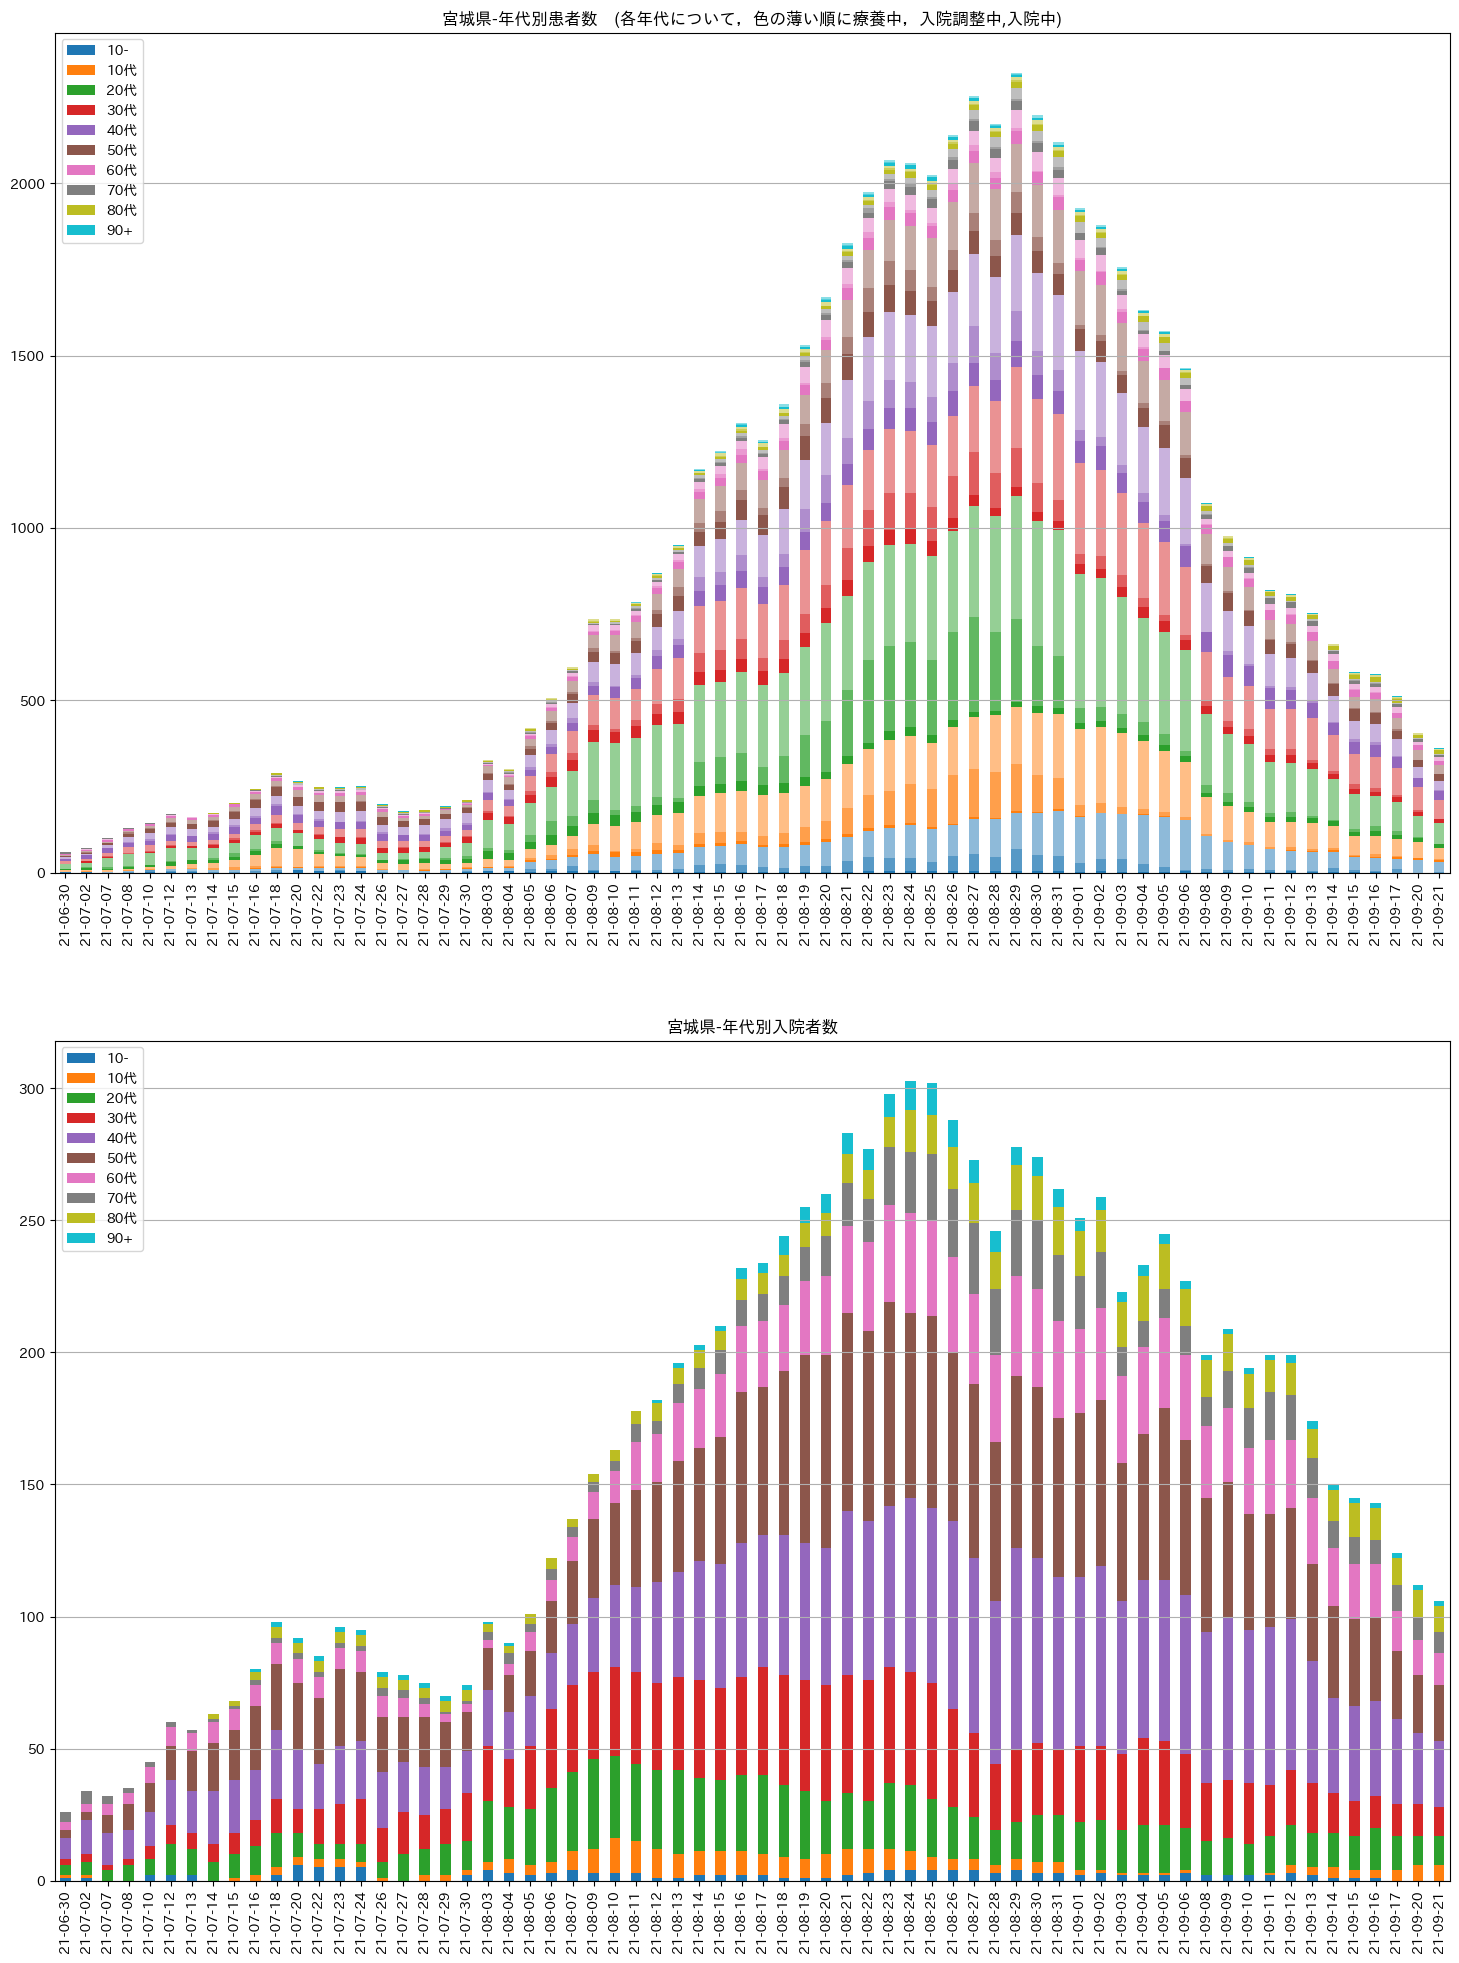 宮城県-年代別患者数　(各年代について，色の薄い順に療養中，入院調整中,入院中)
10-
10代
20代
30代
40代
50代
60代
70代
80代
90+
2000
1500
1000
500
0
21-06-30 21-07-02 21-07-07 21-07-08 21-07-10 21-07-12 21-07-13 21-07-14 21-07-15 21-07-16 21-07-18 21-07-20 21-07-22 21-07-23 21-07-24 21-07-26 21-07-27 21-07-28 21-07-29 21-07-30 21-08-03 21-08-04 21-08-05 21-08-06 21-08-07 21-08-09 21-08-10 21-08-11 21-08-12 21-08-13 21-08-14 21-08-15 21-08-16 21-08-17 21-08-18 21-08-19 21-08-20 21-08-21 21-08-22 21-08-23 21-08-24 21-08-25 21-08-26 21-08-27 21-08-28 21-08-29 21-08-30 21-08-31 21-09-01 21-09-02 21-09-03 21-09-04 21-09-05 21-09-06 21-09-08 21-09-09 21-09-10 21-09-11 21-09-12 21-09-13 21-09-14 21-09-15 21-09-16 21-09-17 21-09-20 21-09-21
宮城県-年代別入院者数
10-
10代
20代
30代
40代
50代
60代
70代
80代
90+
300
250
200
150
100
50
0
21-06-30 21-07-02 21-07-07 21-07-08 21-07-10 21-07-12 21-07-13 21-07-14 21-07-15 21-07-16 21-07-18 21-07-20 21-07-22 21-07-23 21-07-24 21-07-26 21-07-27 21-07-28 21-07-29 21-07-30 21-08-03 21-08-04 21-08-05 21-08-06 21-08-07 21-08-09 21-08-10 21-08-11 21-08-12 21-08-13 21-08-14 21-08-15 21-08-16 21-08-17 21-08-18 21-08-19 21-08-20 21-08-21 21-08-22 21-08-23 21-08-24 21-08-25 21-08-26 21-08-27 21-08-28 21-08-29 21-08-30 21-08-31 21-09-01 21-09-02 21-09-03 21-09-04 21-09-05 21-09-06 21-09-08 21-09-09 21-09-10 21-09-11 21-09-12 21-09-13 21-09-14 21-09-15 21-09-16 21-09-17 21-09-20 21-09-21